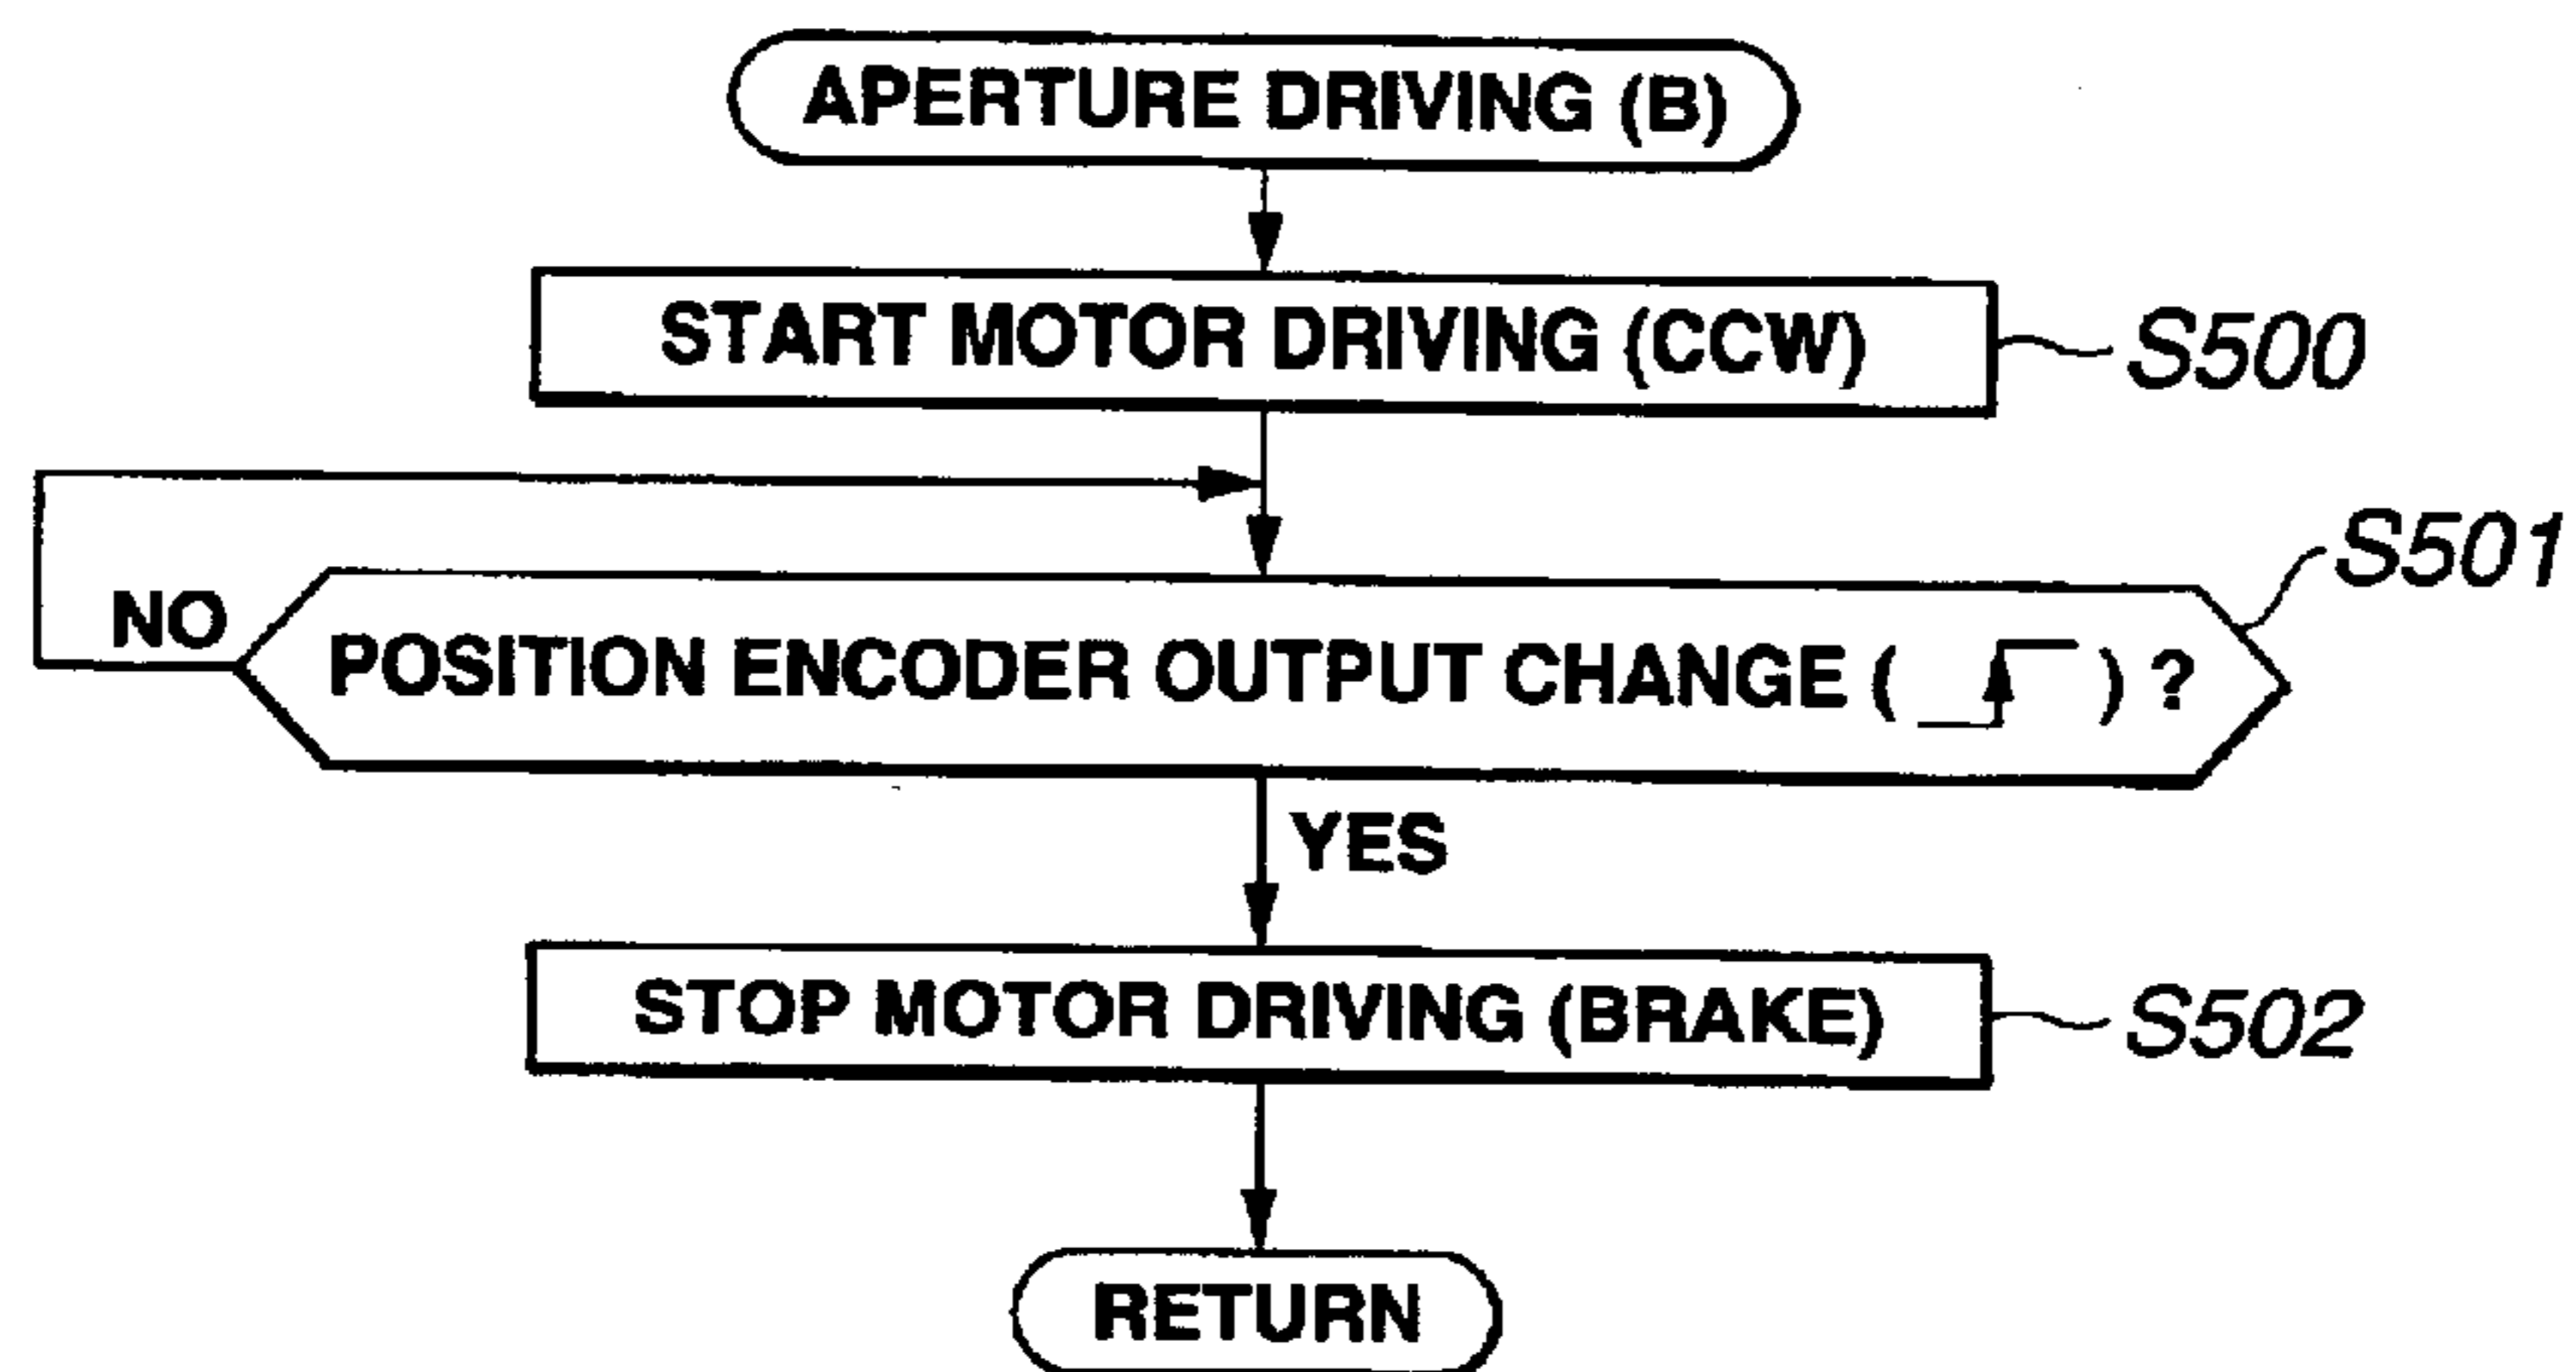 APERTURE DRIVING (B)
START MOTOR DRIVING (CCW)
S500
S501
NO
POSITION ENCODER OUTPUT CHANGE ( ) ?
YES
STOP MOTOR DRIVING (BRAKE)
S502
RETURN